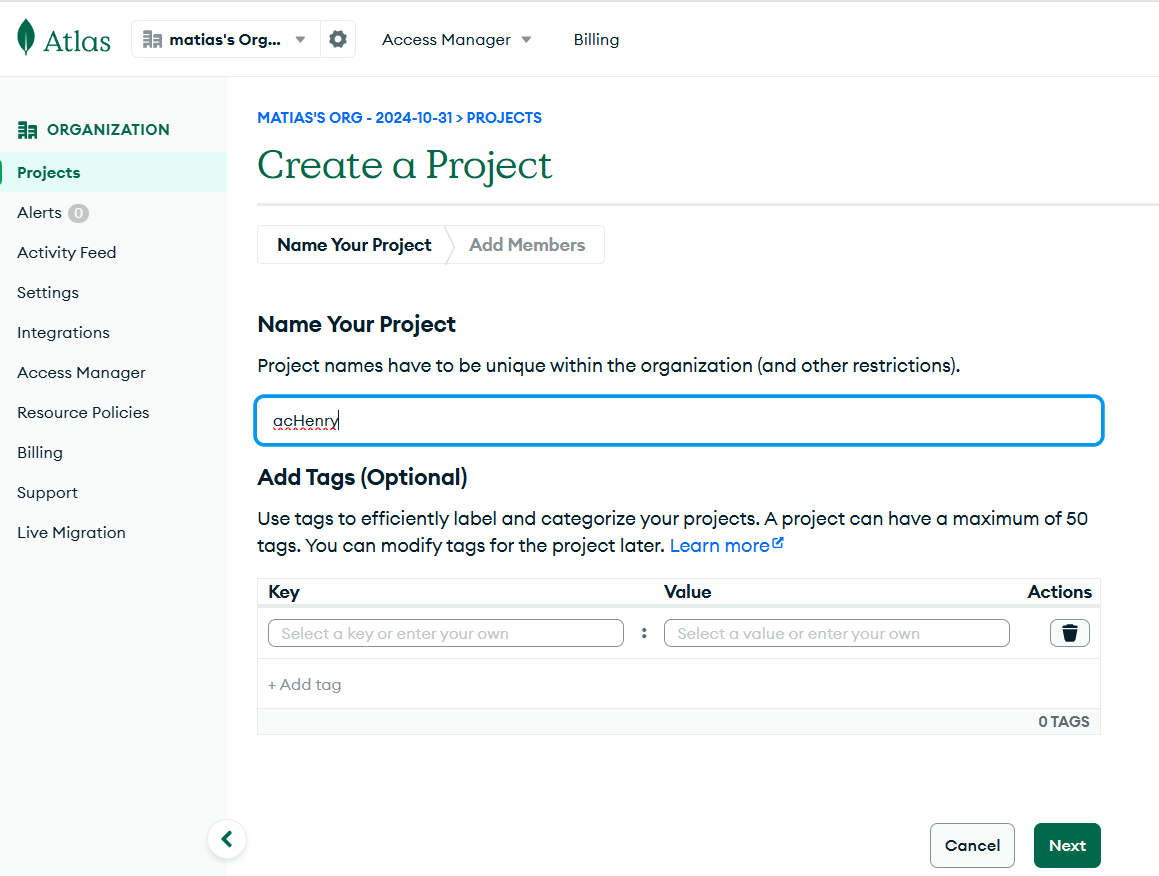 Atlas
matias's Org...
Access Manager
Billing
ORGANIZATION
Projects
Alerts 0
Activity Feed
Settings
Integrations
Access Manager
Resource Policies
Billing
Support
Live Migration
MATIAS'S ORG - 2024-10-31 > PROJECTS
Create a Project
Name Your Project
Add Members
Name Your Project
Project names have to be unique within the organization (and other restrictions).
acHenry
Add Tags (Optional)
Use tags to efficiently label and categorize your projects. A project can have a maximum of 50
tags. You can modify tags for the project later. Learn more
Key Value Actions
Select a key or enter your own : Select a value or enter your own
+ Add tag
0 TAGS
Cancel
Next